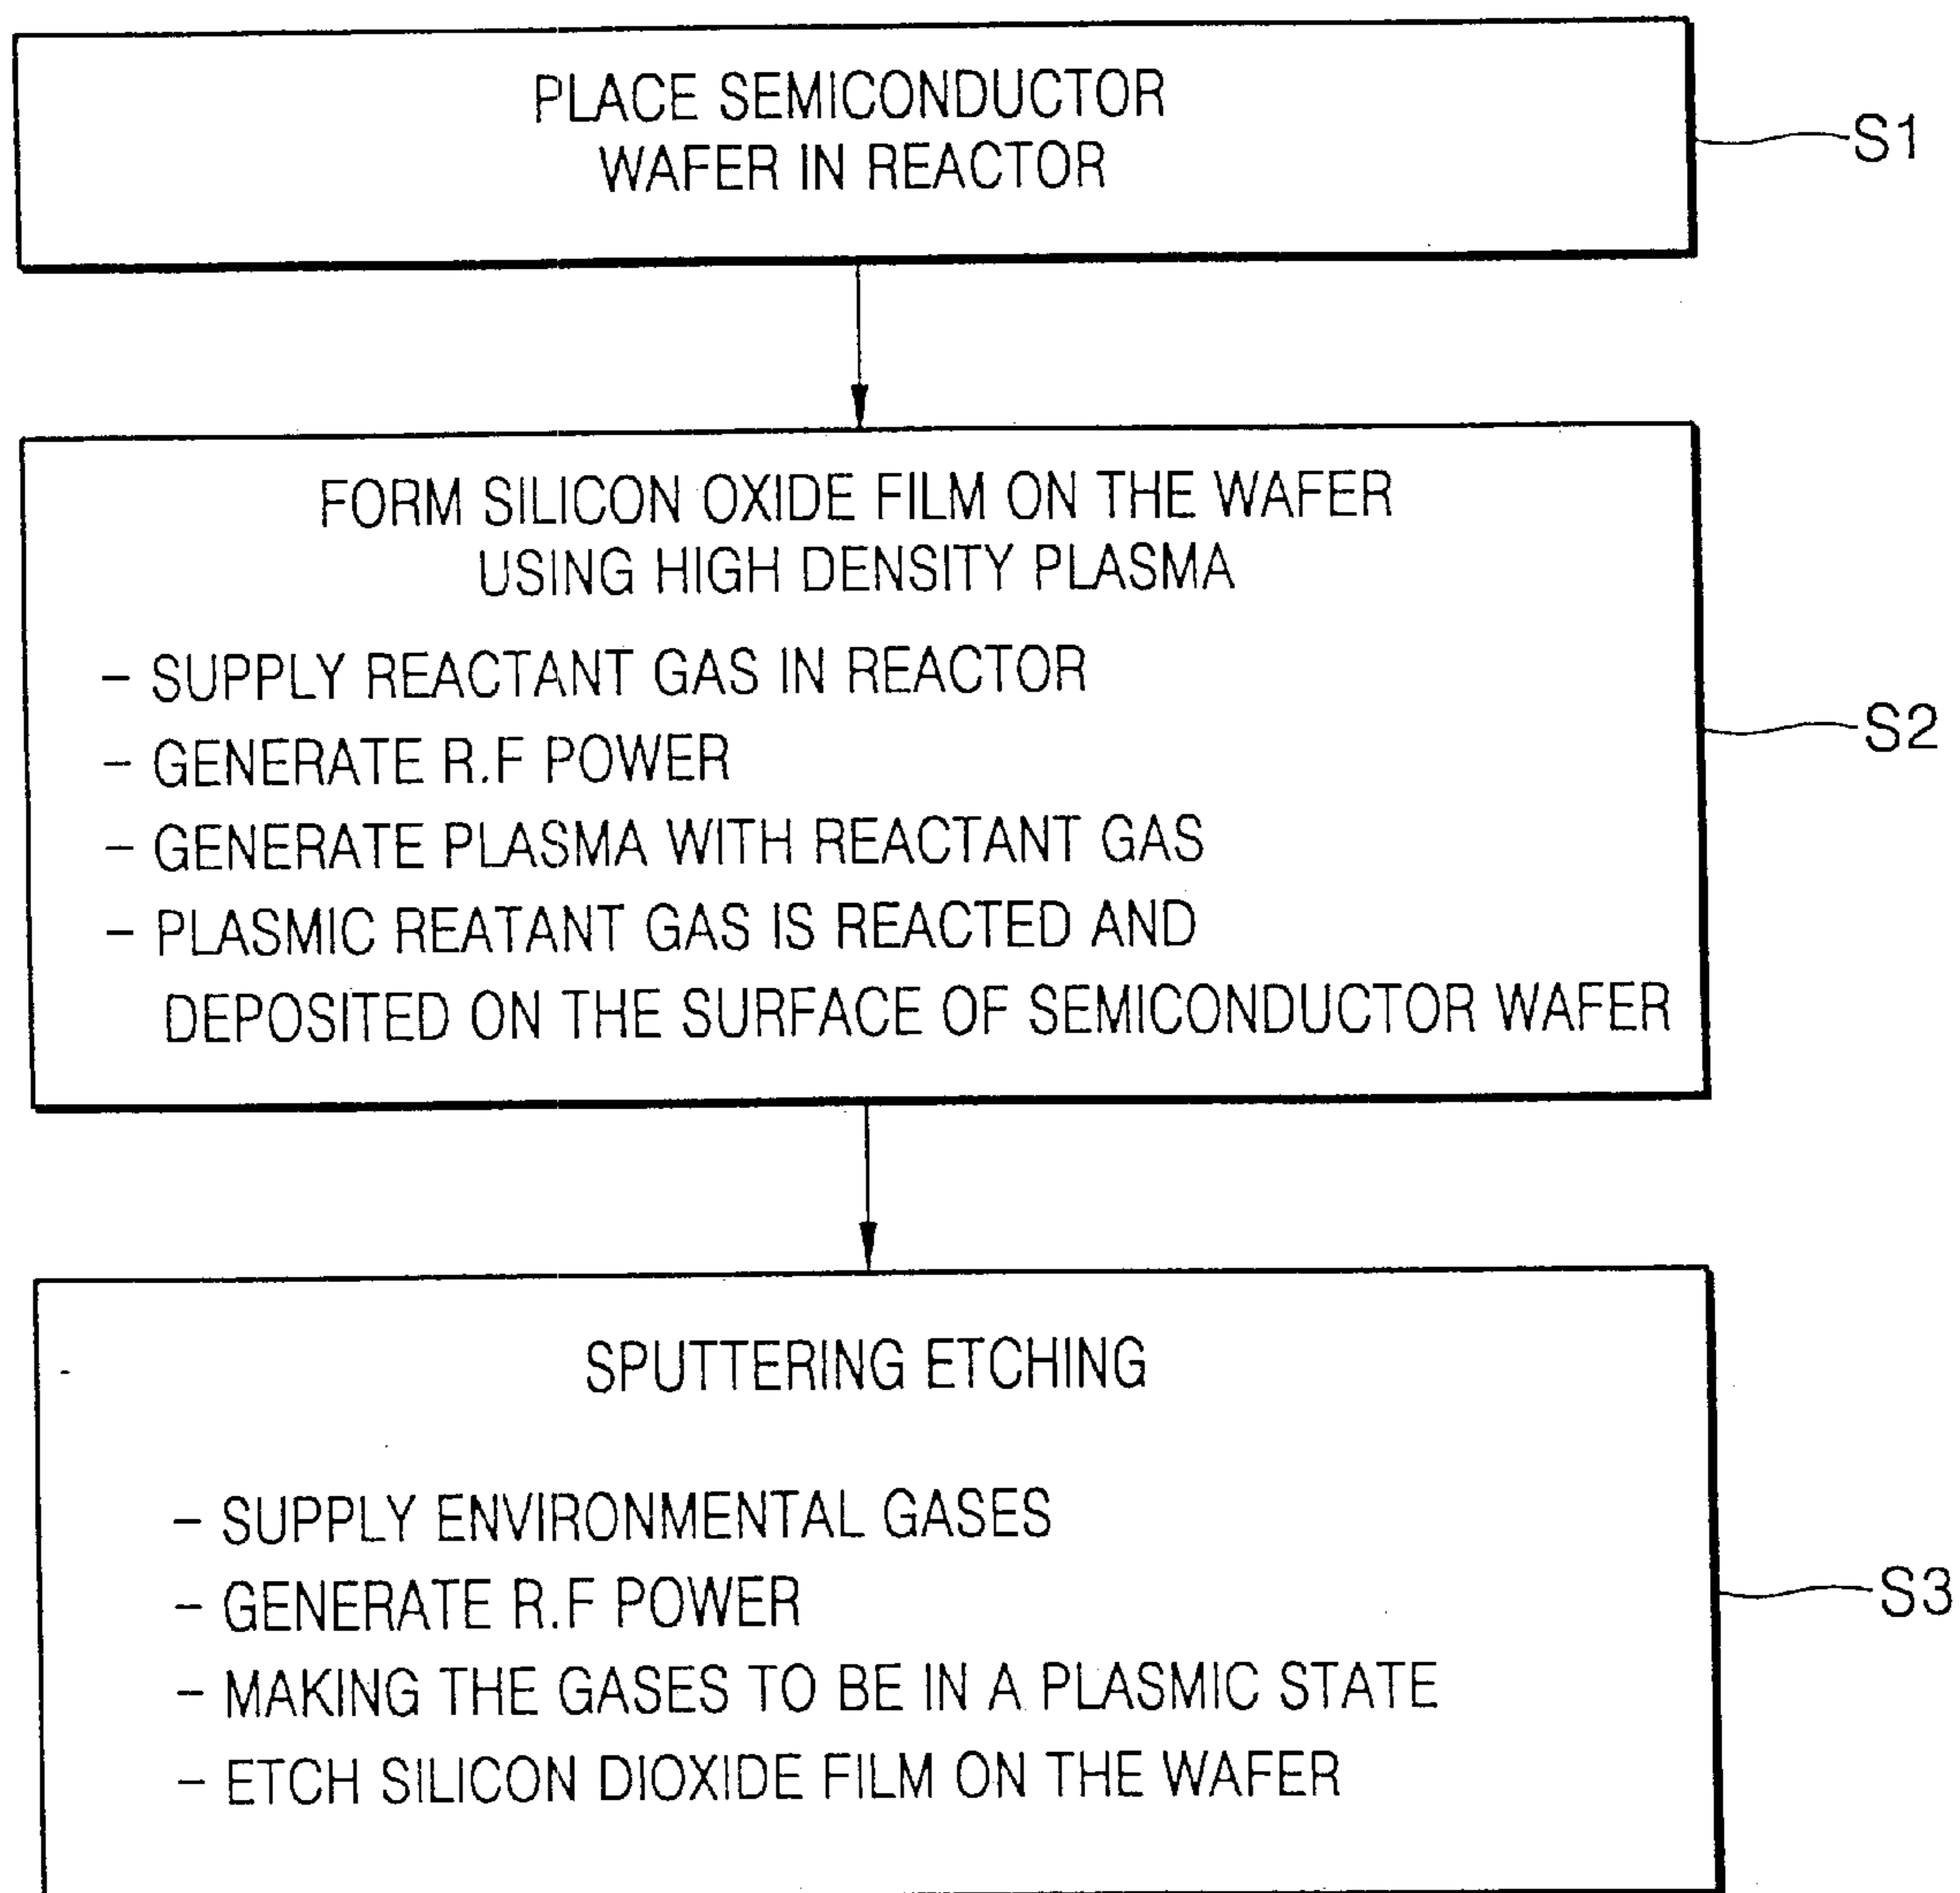 PLACE SEMICONDUCTOR
WAFER IN REACTOR
S1
FORM SILICON OXIDE FILM ON THE WAFER
USING HIGH DENSITY PLASMA
– SUPPLY REACTANT GAS IN REACTOR
– GENERATE R.F POWER
– GENERATE PLASMA WITH REACTANT GAS
– PLASMIC REATANT GAS IS REACTED AND
DEPOSITED ON THE SURFACE OF SEMICONDUCTOR WAFER
S2
SPUTTERING ETCHING
– SUPPLY ENVIRONMENTAL GASES
– GENERATE R.F POWER
– MAKING THE GASES TO BE IN A PLASMIC STATE
– ETCH SILICON DIOXIDE FILM ON THE WAFER
S3